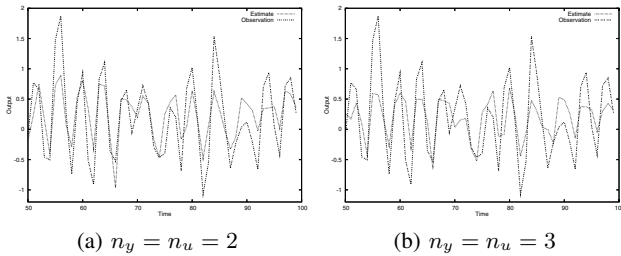 Estimate
Observation
2
1.5
1
0.5
0
-0.5
-1
Output
50
60
70
80
90
100
Time
(a) n_y = n_u = 2
Estimate
Observation
2
1.5
1
0.5
0
-0.5
-1
Output
50
60
70
80
90
100
Time
(b) n_y = n_u = 3